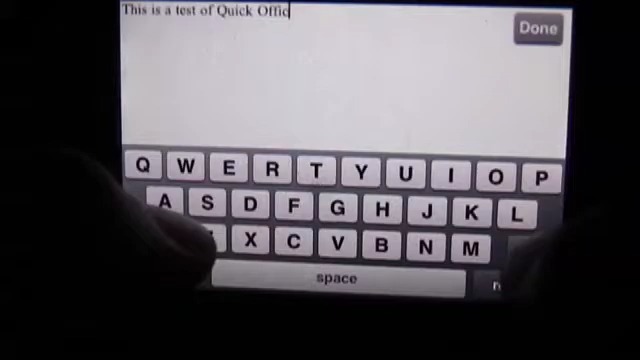 This is a test of Quick Offic
Done
Q W E R T Y U I O P
A S D F G H J K L
X C V B N M
space